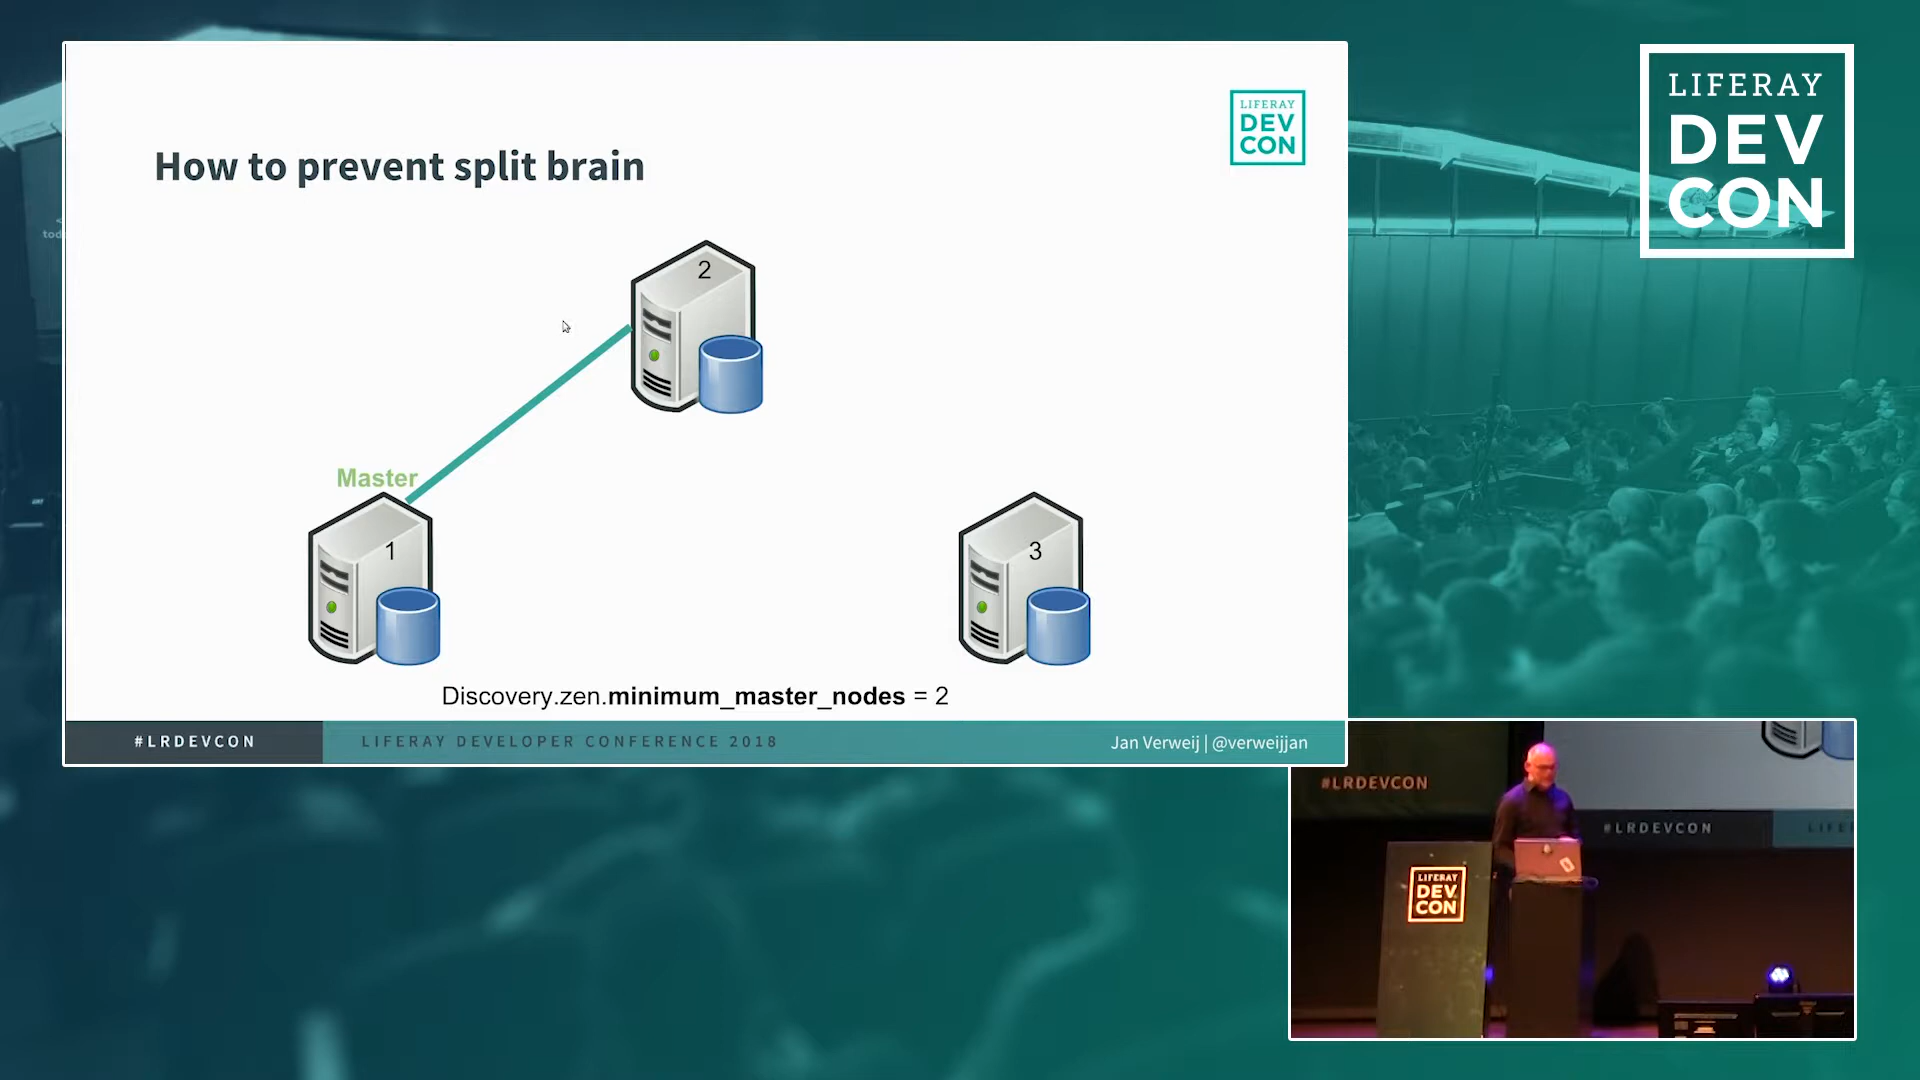 LIFERAY
DEV
CON
How to prevent split brain
LIFERAY
DEV
CON
2
Master
1
3
Discovery.zen.minimum_master_nodes = 2
#LRDEVCON
LIFERAY DEVELOPER CONFERENCE 2018
Jan Verweij | @verweijjan
#LRDEVCON
#LRDEVCON
LIFERAY
DEV
CON